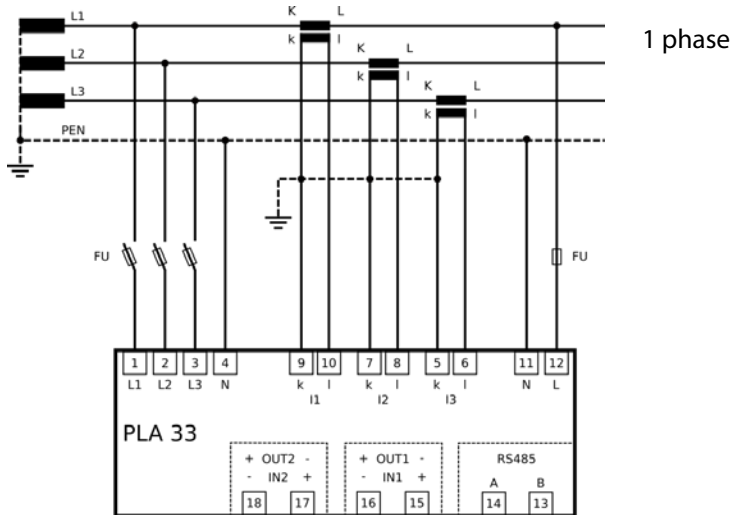 L1 K L 1 phase
k l
L2 K L
k l
L3 K L
k l
PEN
FU FU
1 2 3 4 9 10 7 8 5 6 11 12
L1 L2 L3 N k l k l k l N L
I1 I2 I3
PLA 33
+ OUT2 - + OUT1 - RS485
- IN2 + - IN1 + A B
18 17 16 15 14 13